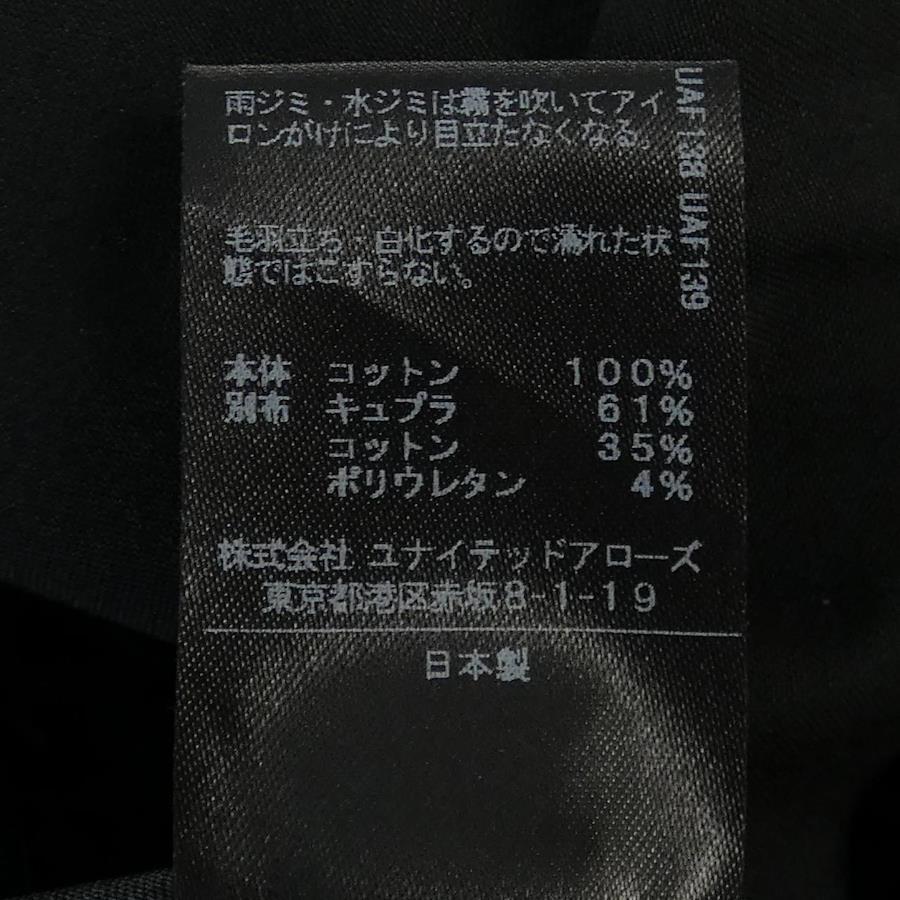 雨ジミ・水ジミは霧を吹いてアイ
ロンがけにより目立たなくなる。
毛羽立ち・白化するので濡れた状
態ではこすらない。
本体 コットン 100%
別布 キュプラ 61%
コットン 35%
ポリウレタン 4%
株式会社 ユナイテッドアローズ
東京都港区赤坂8-1-19
日本製
UAF138 UAF139